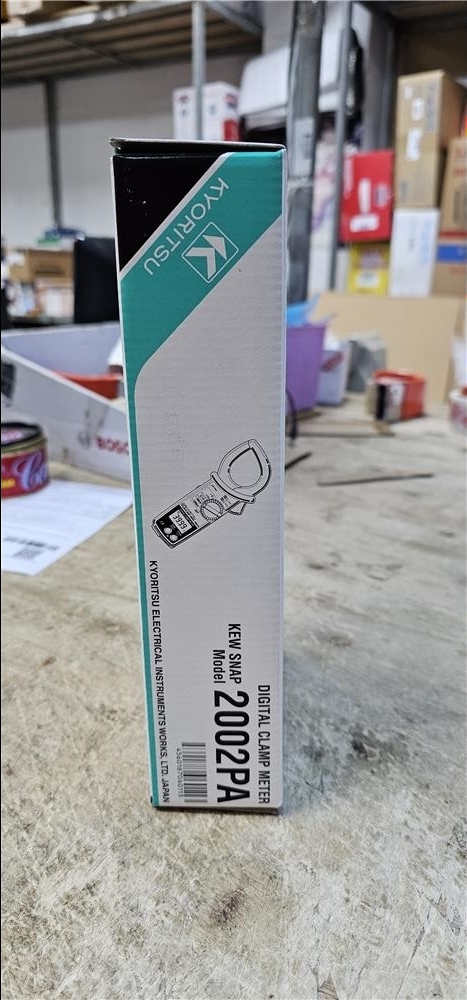 KYORITSU
DIGITAL CLAMP METER
KEW SNAP
Model 2002PA
KYORITSU ELECTRICAL INSTRUMENTS WORKS, LTD. JAPAN